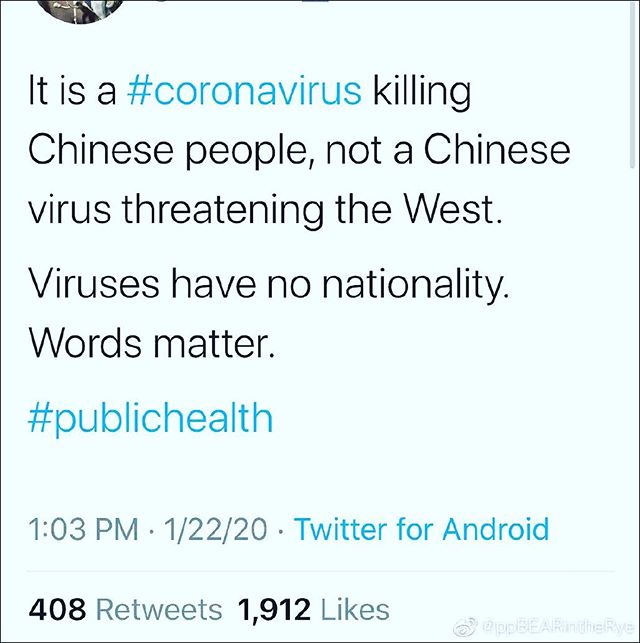 It is a #coronavirus killing
Chinese people, not a Chinese
virus threatening the West.
Viruses have no nationality.
Words matter.
#publichealth
1:03 PM · 1/22/20 · Twitter for Android
408 Retweets 1,912 Likes
@ppBEARintheRye